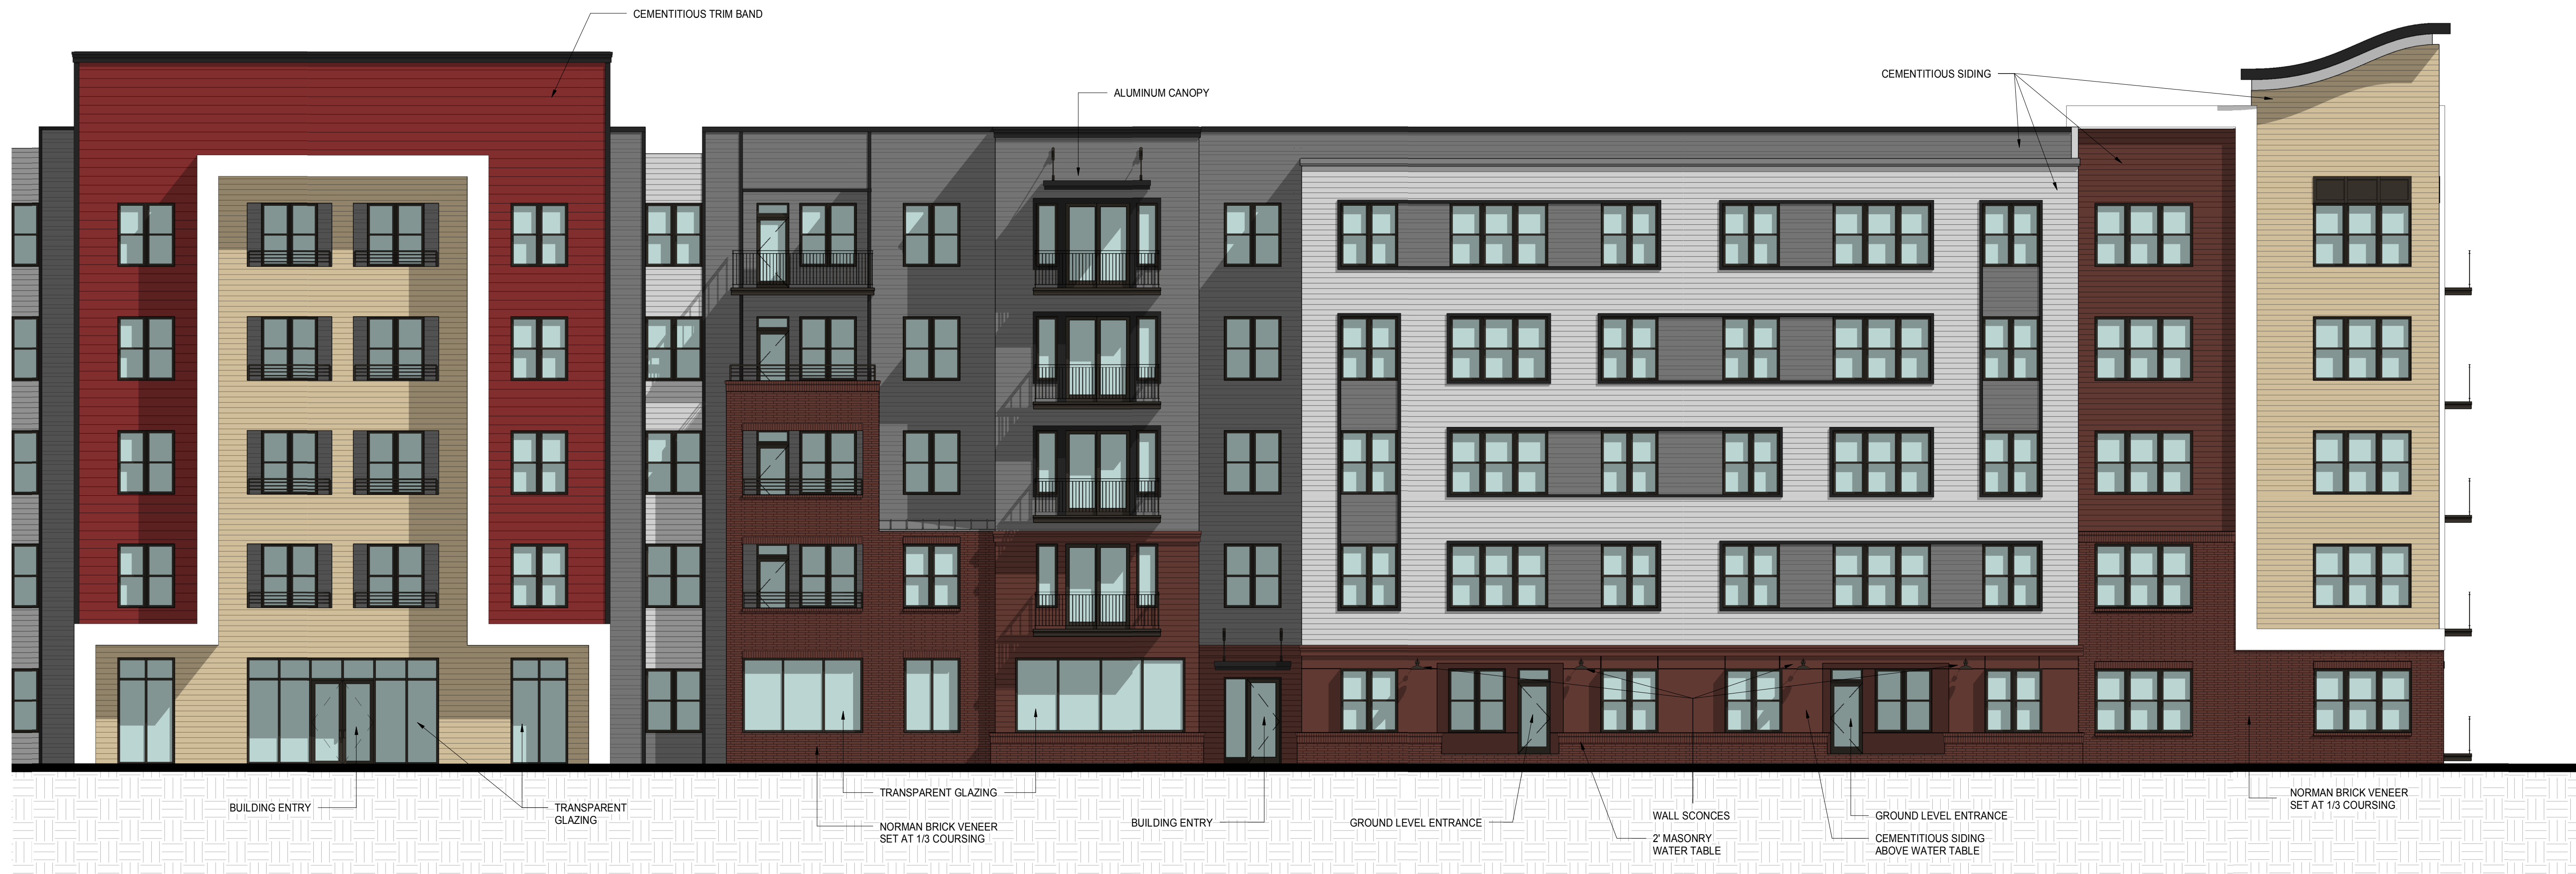 CEMENTITIOUS TRIM BAND
ALUMINUM CANOPY
CEMENTITIOUS SIDING
BUILDING ENTRY
TRANSPARENT
GLAZING
TRANSPARENT GLAZING
NORMAN BRICK VENEER
SET AT 1/3 COURSING
BUILDING ENTRY
GROUND LEVEL ENTRANCE
WALL SCONCES
2' MASONRY
WATER TABLE
GROUND LEVEL ENTRANCE
CEMENTITIOUS SIDING
ABOVE WATER TABLE
NORMAN BRICK VENEER
SET AT 1/3 COURSING